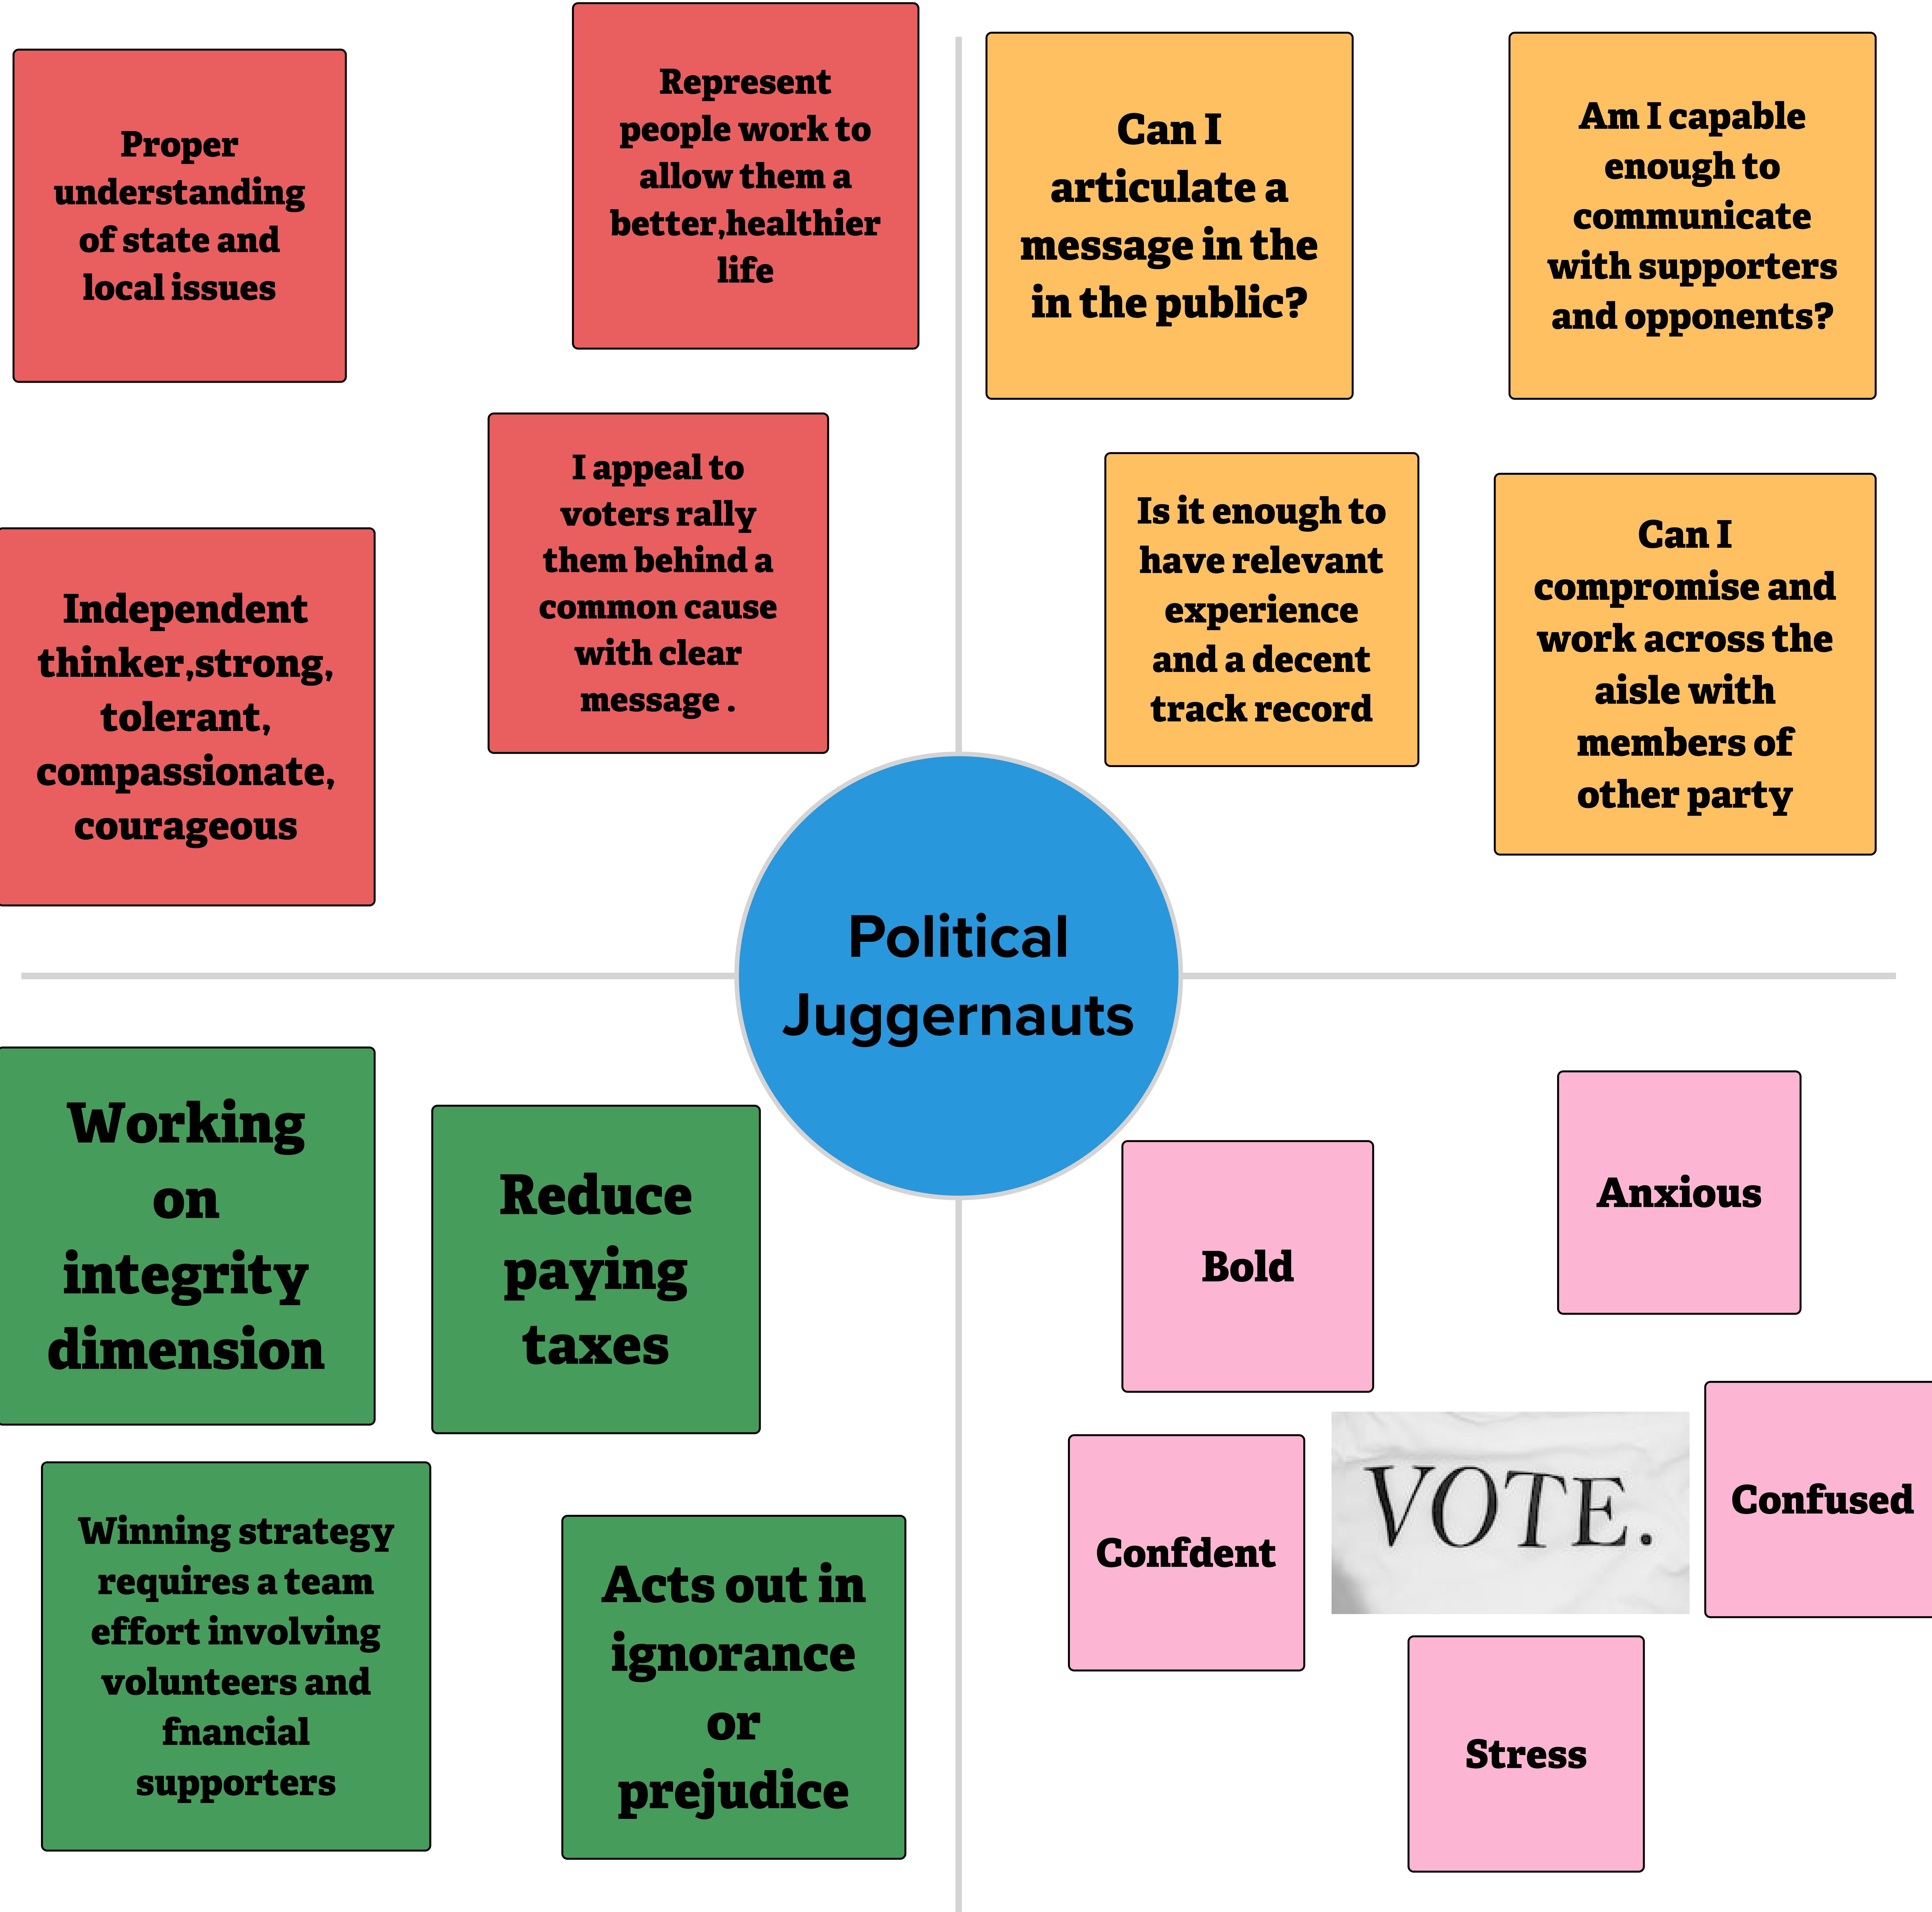 Proper
understanding
of state and
local issues
Represent
people work to
allow them a
better,healthier
life
I appeal to
voters rally
them behind a
common cause
with clear
message .
Independent
thinker,strong,
tolerant,
compassionate,
courageous
Can I
articulate a
message in the
in the public?
Am I capable
enough to
communicate
with supporters
and opponents?
Is it enough to
have relevant
experience
and a decent
track record
Can I
compromise and
work across the
aisle with
members of
other party
Political
Juggernauts
Working
on
integrity
dimension
Reduce
paying
taxes
Winning strategy
requires a team
effort involving
volunteers and
fnancial
supporters
Acts out in
ignorance
or
prejudice
Bold
Anxious
Confdent
VOTE.
Confused
Stress